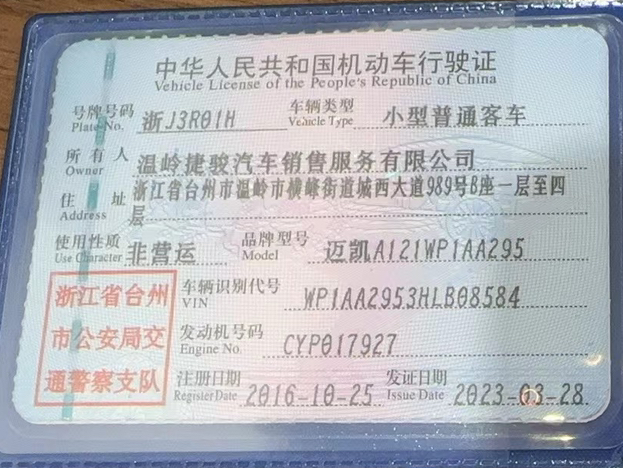 中华人民共和国机动车行驶证
Vehicle License of the People's Republic of China
号牌号码 浙J3R01H 车辆类型 小型普通客车
Plate No. Vehicle Type
所有人 温岭捷骏汽车销售服务有限公司
Owner
住址 浙江省台州市温岭市横峰街道城西大道989号B座一层至四
Address 层
使用性质 非营运 品牌型号 迈凯A121WP1AA295
Use Character Model
浙江省台州
市公安局交
通警察支队
车辆识别代号 WP1AA2953HLB08584
VIN
发动机号码 CYP017927
Engine No.
注册日期 2016-10-25 发证日期 2023-03-28
Register Date Issue Date